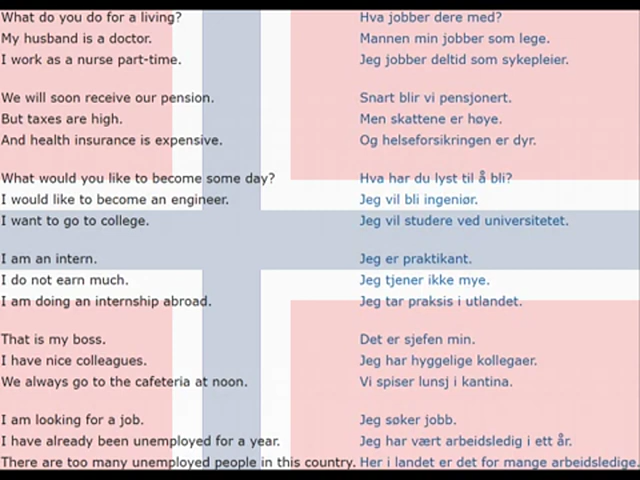 What do you do for a living? Hva jobber dere med?
My husband is a doctor. Mannen min jobber som lege.
I work as a nurse part-time. Jeg jobber deltid som sykepleier.
We will soon receive our pension. Snart blir vi pensjonert.
But taxes are high. Men skattene er høye.
And health insurance is expensive. Og helseforsikringen er dyr.
What would you like to become some day? Hva har du lyst til å bli?
I would like to become an engineer. Jeg vil bli ingeniør.
I want to go to college. Jeg vil studere ved universitetet.
I am an intern. Jeg er praktikant.
I do not earn much. Jeg tjener ikke mye.
I am doing an internship abroad. Jeg tar praksis i utlandet.
That is my boss. Det er sjefen min.
I have nice colleagues. Jeg har hyggelige kollegaer.
We always go to the cafeteria at noon. Vi spiser lunsj i kantina.
I am looking for a job. Jeg søker jobb.
I have already been unemployed for a year. Jeg har vært arbeidsledig i ett år.
There are too many unemployed people in this country. Her i landet er det for mange arbeidsledige.